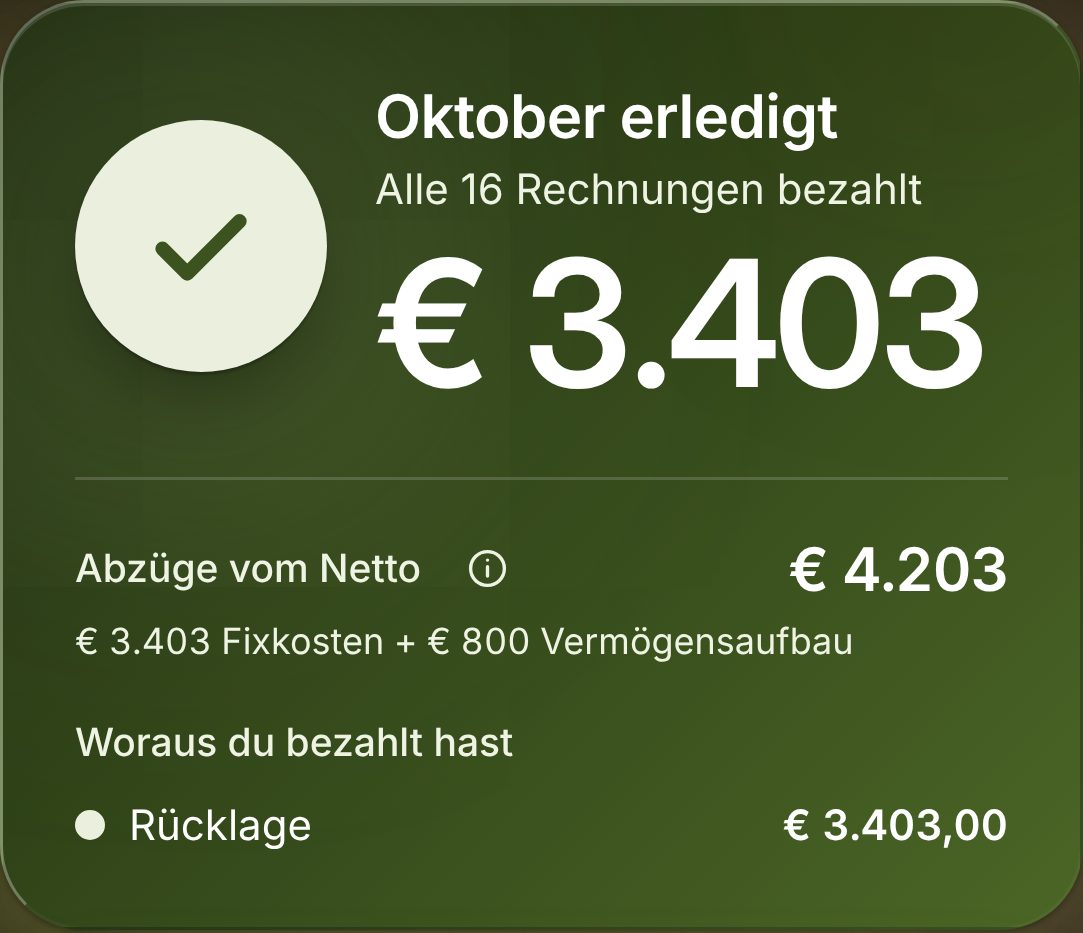 Oktober erledigt
Alle 16 Rechnungen bezahlt
€ 3.403
Abzüge vom Netto € 4.203
€ 3.403 Fixkosten + € 800 Vermögensaufbau
Woraus du bezahlt hast
Rücklage € 3.403,00